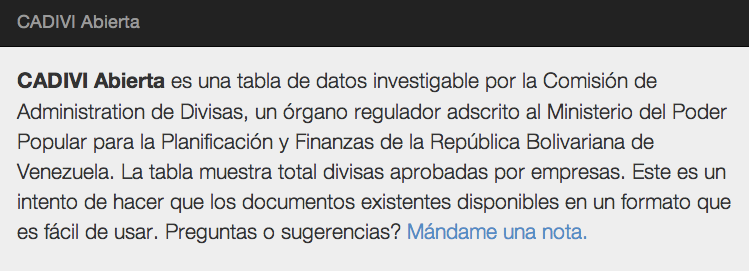 CADIVI Abierta
CADIVI Abierta es una tabla de datos investigable por la Comisión de
Administration de Divisas, un órgano regulador adscrito al Ministerio del Poder
Popular para la Planificación y Finanzas de la República Bolivariana de
Venezuela. La tabla muestra total divisas aprobadas por empresas. Este es un
intento de hacer que los documentos existentes disponibles en un formato que
es fácil de usar. Preguntas o sugerencias? Mándame una nota.